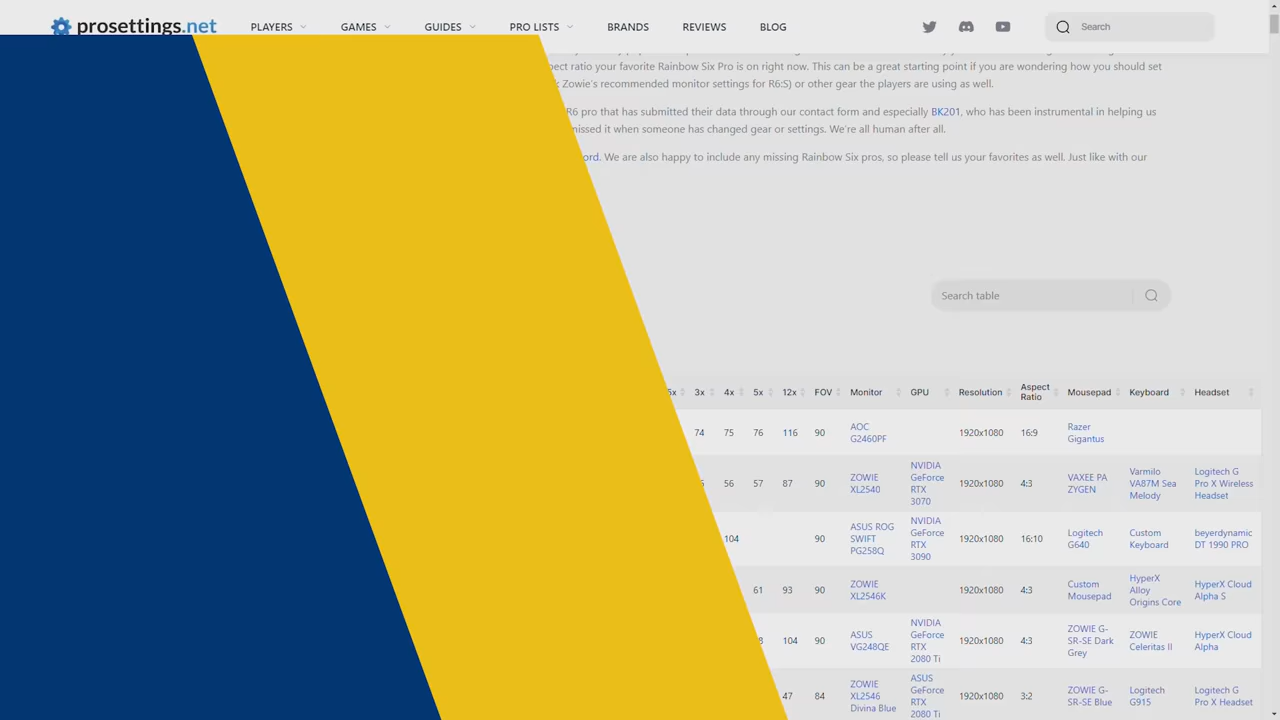 prosettings.net PLAYERS GAMES GUIDES PRO LISTS BRANDS REVIEWS BLOG Search
ratio your favorite Rainbow Six Pro is on right now. This can be a great starting point if you are wondering how you should set
Zowie's recommended monitor settings for R6:S) or other gear the players are using as well.
R6 pro that has submitted their data through our contact form and especially BK201, who has been instrumental in helping us
missed it when someone has changed gear or settings. We're all human after all.
ord. We are also happy to include any missing Rainbow Six pros, so please tell us your favorites as well. Just like with our
Search table
3x 4x 5x 12x FOV Monitor GPU Resolution Aspect Ratio Mousepad Keyboard Headset
74 75 76 116 90 AOC G2460PF 1920x1080 16:9 Razer Gigantus
56 57 87 90 ZOWIE XL2540 NVIDIA GeForce RTX 3070 1920x1080 4:3 VAXEE PA ZYGEN Varmilo VA87M Sea Melody Logitech G Pro X Wireless Headset
104 90 ASUS ROG SWIFT PG258Q NVIDIA GeForce RTX 3090 1920x1080 16:10 Logitech G640 Custom Keyboard beyerdynamic DT 1990 PRO
61 93 90 ZOWIE XL2546K 1920x1080 4:3 Custom Mousepad HyperX Alloy Origins Core HyperX Cloud Alpha S
104 90 ASUS VG248QE NVIDIA GeForce RTX 2080 Ti 1920x1080 4:3 ZOWIE G-SR-SE Dark Grey ZOWIE Celeritas II HyperX Cloud Alpha
47 84 ZOWIE XL2546 Divina Blue ASUS GeForce RTX 2080 Ti 1920x1080 3:2 ZOWIE G-SR-SE Blue Logitech G915 Logitech G Pro X Headset